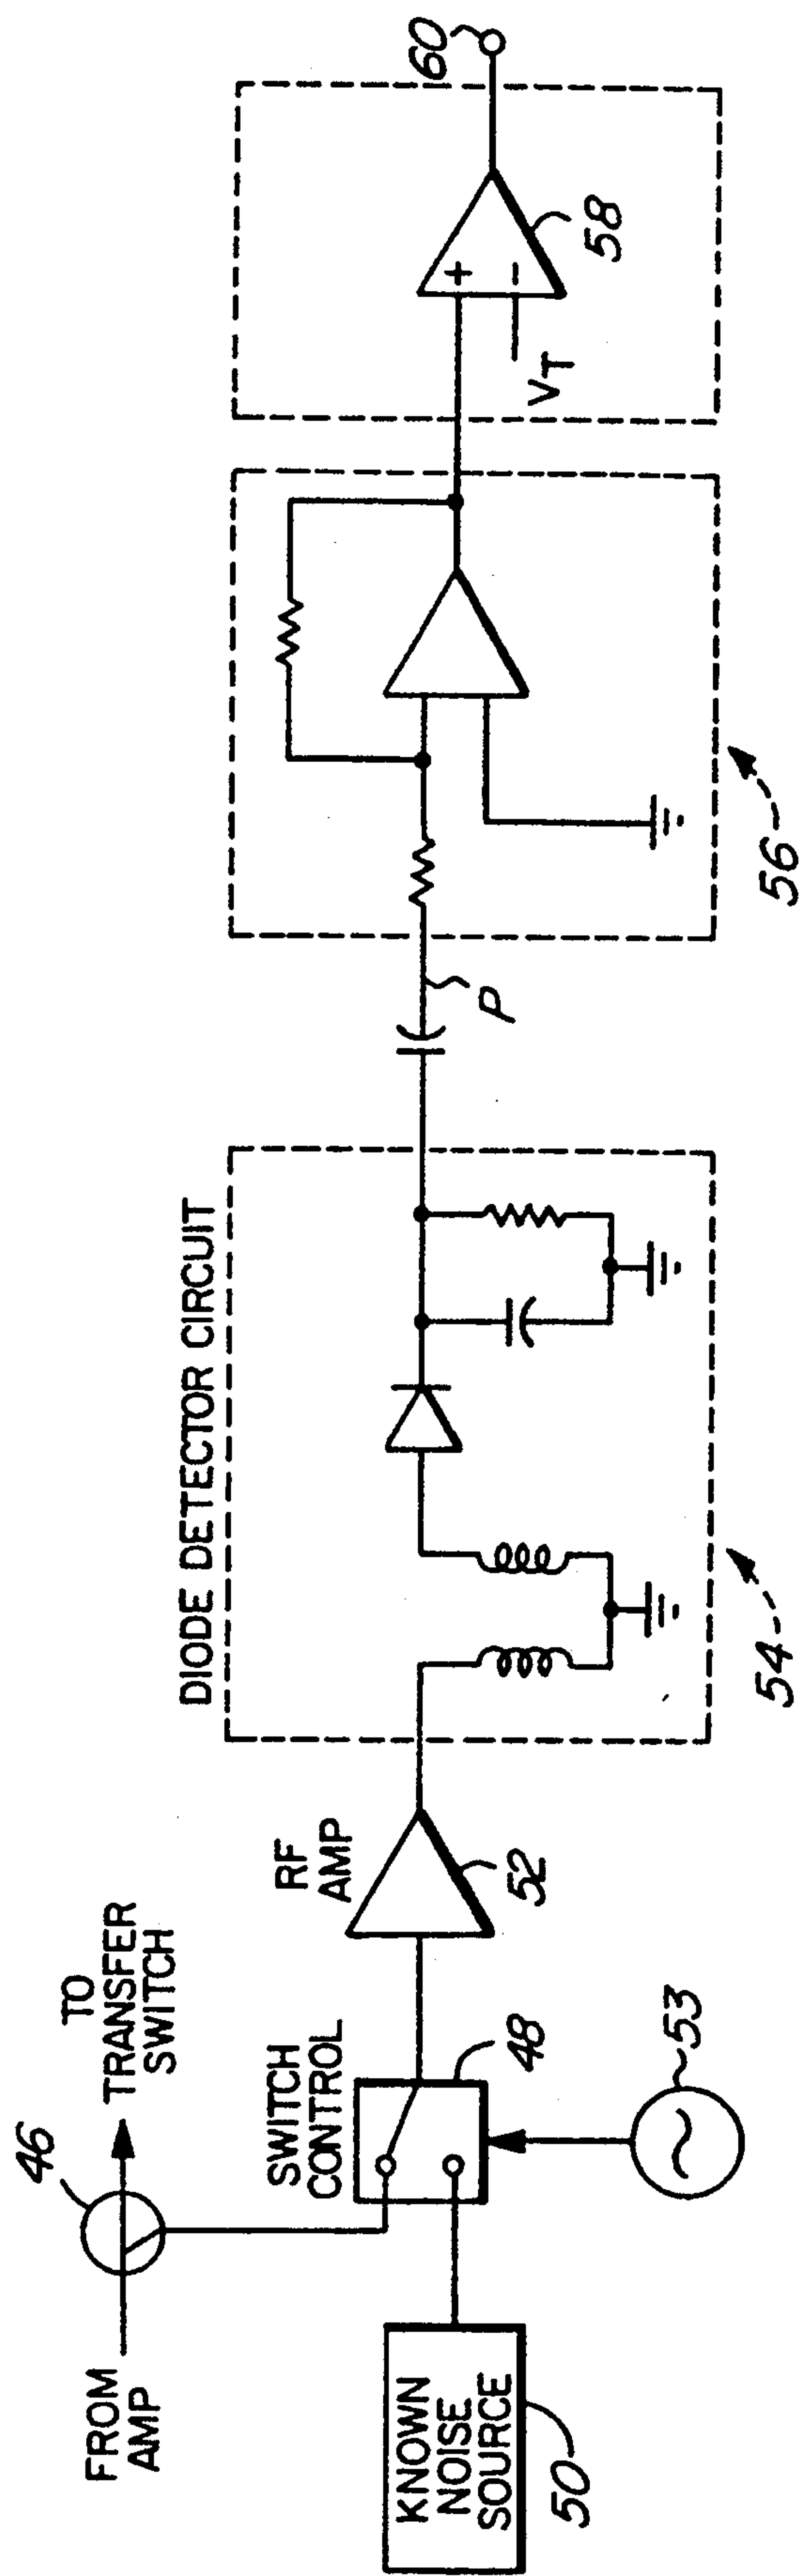 FROM
AMP
46
TO
TRANSFER
SWITCH
KNOWN
NOISE
SOURCE
50
SWITCH
CONTROL
48
53
RF
AMP
52
DIODE DETECTOR CIRCUIT
54
P
56
+
−
VT
58
60